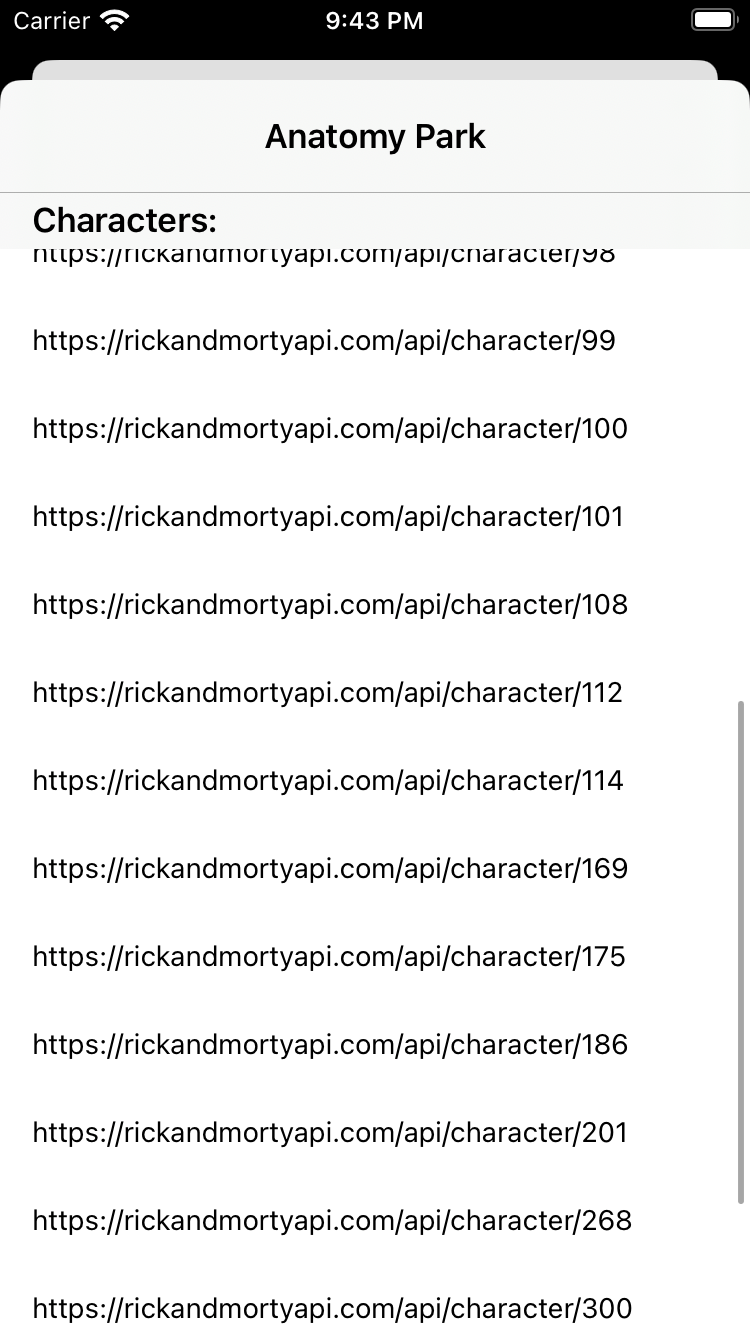 Carrier 9:43 PM
Anatomy Park
Characters:
https://rickandmortyapi.com/api/character/98
https://rickandmortyapi.com/api/character/99
https://rickandmortyapi.com/api/character/100
https://rickandmortyapi.com/api/character/101
https://rickandmortyapi.com/api/character/108
https://rickandmortyapi.com/api/character/112
https://rickandmortyapi.com/api/character/114
https://rickandmortyapi.com/api/character/169
https://rickandmortyapi.com/api/character/175
https://rickandmortyapi.com/api/character/186
https://rickandmortyapi.com/api/character/201
https://rickandmortyapi.com/api/character/268
https://rickandmortyapi.com/api/character/300